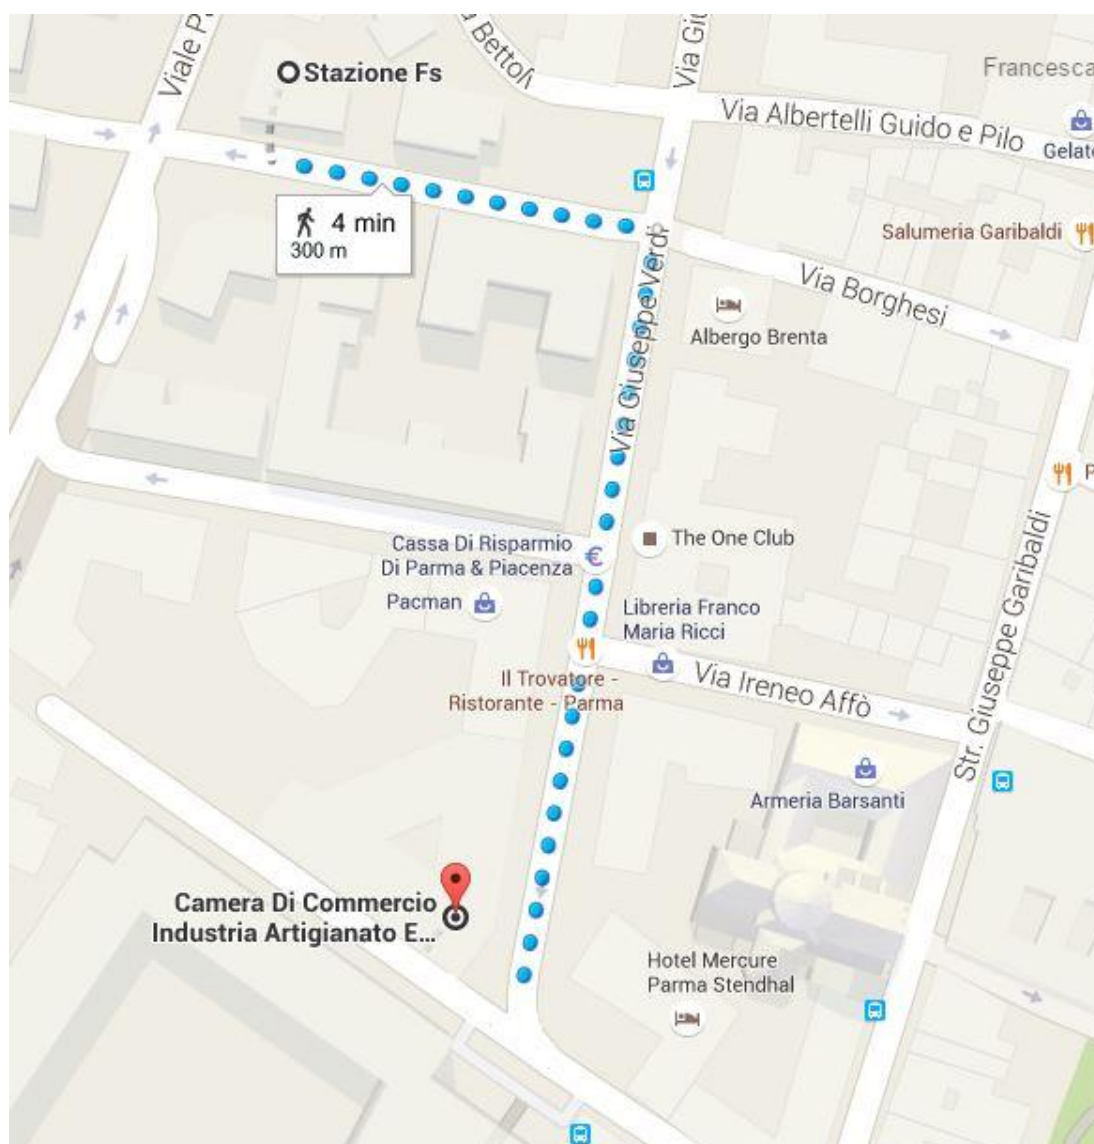 Viale P
Stazione Fs
Bettoli
Via Gi
Francesca
Via Albertelli Guido e Pilo
Gelat
4 min
300 m
Salumeria Garibaldi
Via Giuseppe Verdi
Via Borghesi
Albergo Brenta
P
Cassa Di Risparmio
Di Parma & Piacenza
€
The One Club
Pacman
Libreria Franco
Maria Ricci
Str. Giuseppe Garibaldi
Il Trovatore -
Ristorante - Parma
Via Ireneo Affò
Armeria Barsanti
Camera Di Commercio
Industria Artigianato E...
Hotel Mercure
Parma Stendhal